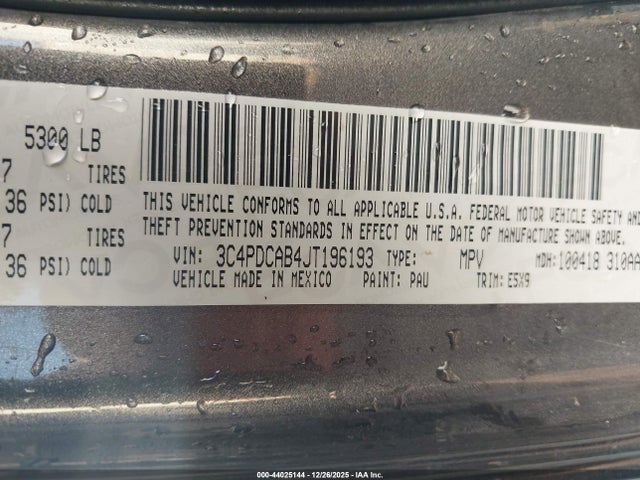 5300 LB
7 TIRES
36 PSI) COLD
7 TIRES
36 PSI) COLD
THIS VEHICLE CONFORMS TO ALL APPLICABLE U.S.A. FEDERAL MOTOR VEHICLE SAFETY AND
THEFT PREVENTION STANDARDS IN EFFECT ON THE DATE OF MANUFACTURE SHOWN ABOVE.
VIN: 3C4PDCAB4JT196193 TYPE: MPV MDH: 100418 310AA
VEHICLE MADE IN MEXICO PAINT: PAU TRIM: E5X9
000-44025144 - 12/26/2025 - IAA Inc.